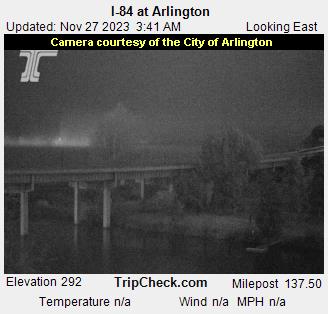 I-84 at Arlington
Updated: Nov 27 2023 3:41 AM Looking East
Camera courtesy of the City of Arlington
Elevation 292 TripCheck.com Milepost 137.50
Temperature n/a Wind n/a MPH n/a